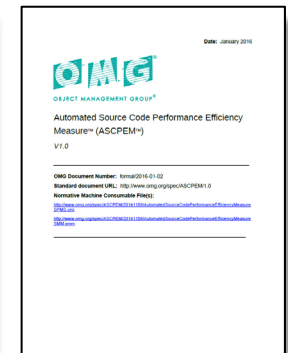 Date: January 2016
OMG®
OBJECT MANAGEMENT GROUP®
Automated Source Code Performance Efficiency
Measure™ (ASCPEM™)
V1.0
OMG Document Number: formal/2016-01-02
Standard document URL: http://www.omg.org/spec/ASCPEM/1.0
Normative Machine Consumable File(s):